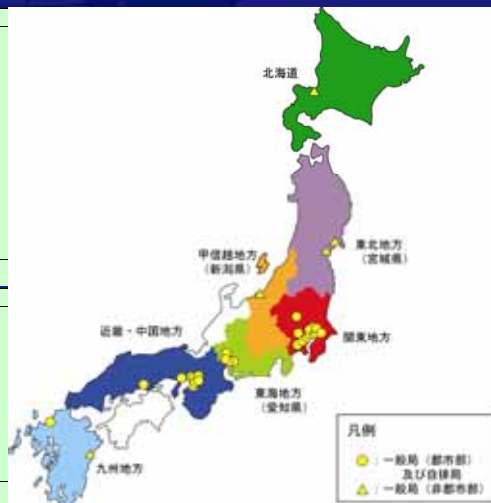 北海道
東北地方
(宮城県)
甲信越地方
(新潟県)
関東地方
近畿・中国地方
東海地方
(愛知県)
九州地方
凡例
:一般局(都市部)
及び自排局
:一般局(非都市部)